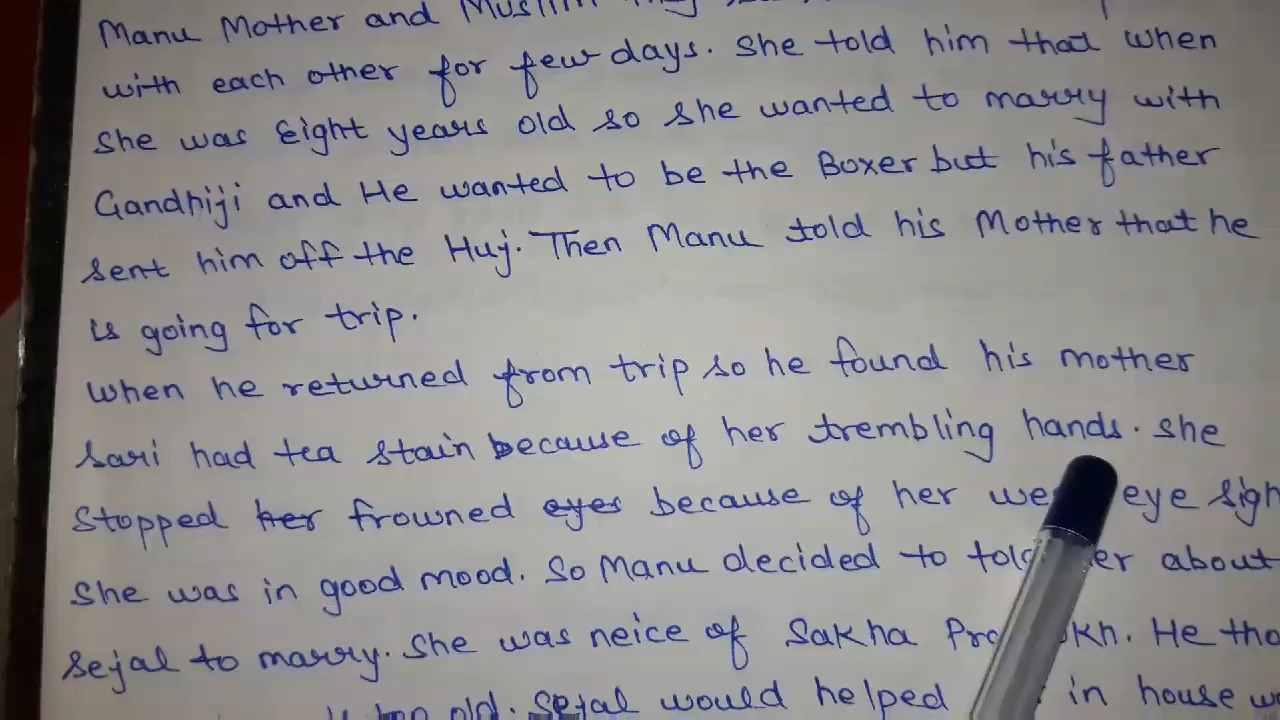 Manu Mother and Muslim
with each other for few days. She told him that when
she was Eight years old so she wanted to marry with
Gandhiji and He wanted to be the Boxer but his father
sent him off the Huj. Then Manu told his Mother that he
is going for trip.
when he returned from trip so he found his mother
sari had tea stain because of her trembling hands. She
stopped her frowned eyes because of her eye
she was in good mood. So Manu decided to about
sejal to marry. She was neice of Sakha He
old. Sejal would helped in house